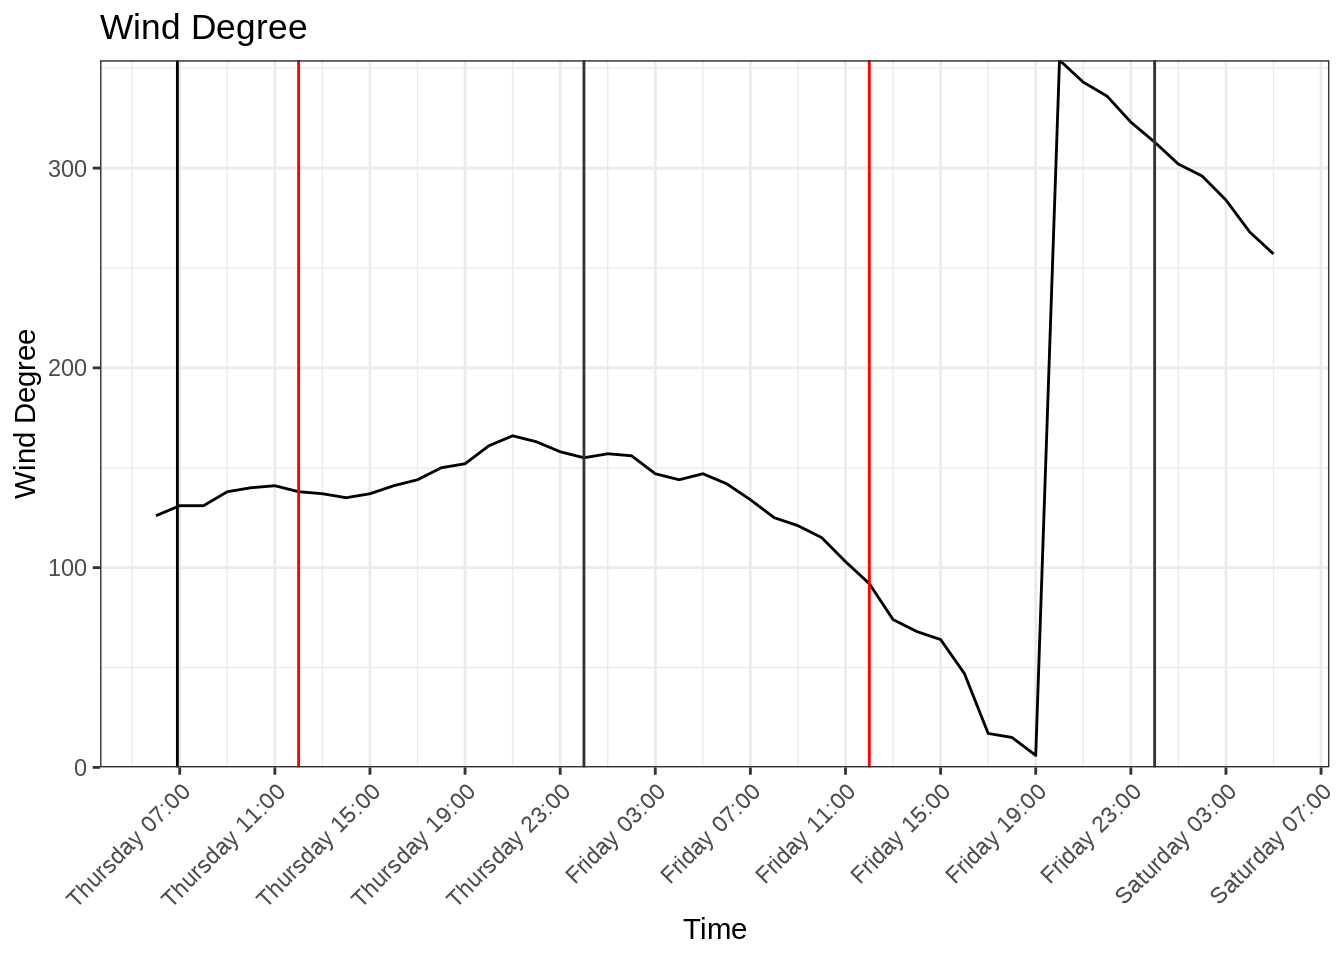 Wind Degree
Wind Degree
300
200
100
0
Thursday 07:00
Thursday 11:00
Thursday 15:00
Thursday 19:00
Thursday 23:00
Friday 03:00
Friday 07:00
Friday 11:00
Friday 15:00
Friday 19:00
Friday 23:00
Saturday 03:00
Saturday 07:00
Time